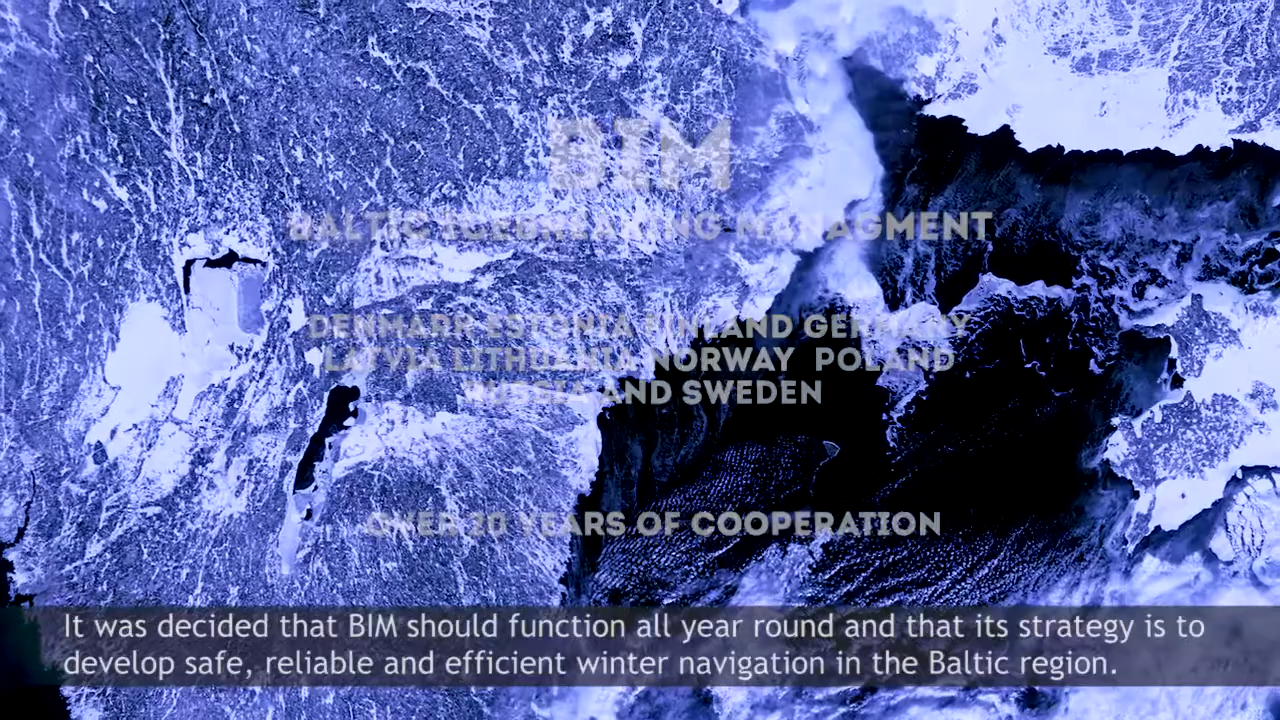 BIM
BALTIC ICEBREAKING MANAGMENT
DENMARK ESTONIA FINLAND GERMANY
LATVIA LITHUANIA NORWAY POLAND
RUSSIA AND SWEDEN
OVER 20 YEARS OF COOPERATION
It was decided that BIM should function all year round and that its strategy is to
develop safe, reliable and efficient winter navigation in the Baltic region.